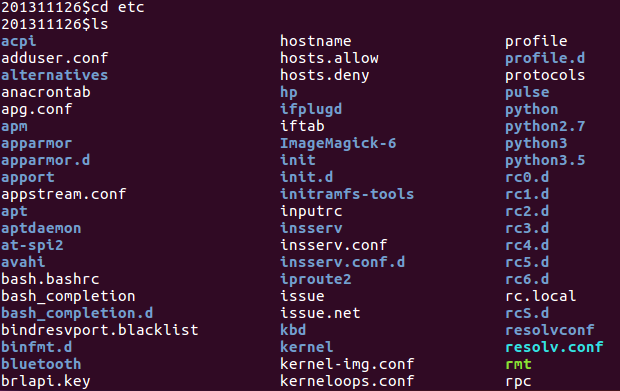 201311126$cd etc
201311126$ls
acpi hostname profile
adduser.conf hosts.allow profile.d
alternatives hosts.deny protocols
anacrontab hp pulse
apg.conf ifplugd python
apm iftab python2.7
apparmor ImageMagick-6 python3
apparmor.d init python3.5
apport init.d rc0.d
appstream.conf initramfs-tools rc1.d
apt inputrc rc2.d
aptdaemon insserv rc3.d
at-spi2 insserv.conf rc4.d
avahi insserv.conf.d rc5.d
bash.bashrc iproute2 rc6.d
bash_completion issue rc.local
bash_completion.d issue.net rcS.d
bindresvport.blacklist kbd resolvconf
binfmt.d kernel resolv.conf
bluetooth kernel-img.conf rmt
brlapi.key kerneloops.conf rpc